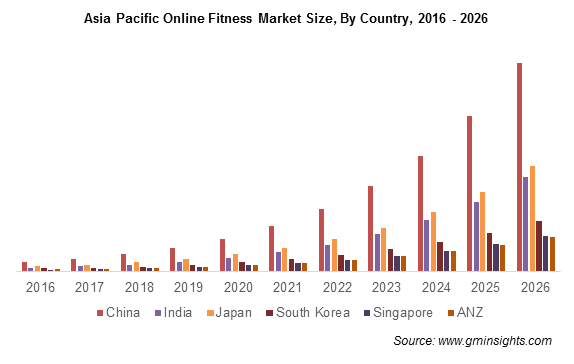 Asia Pacific Online Fitness Market Size, By Country, 2016 - 2026
2016 2017 2018 2019 2020 2021 2022 2023 2024 2025 2026
China India Japan South Korea Singapore ANZ
Source: www.gminsights.com